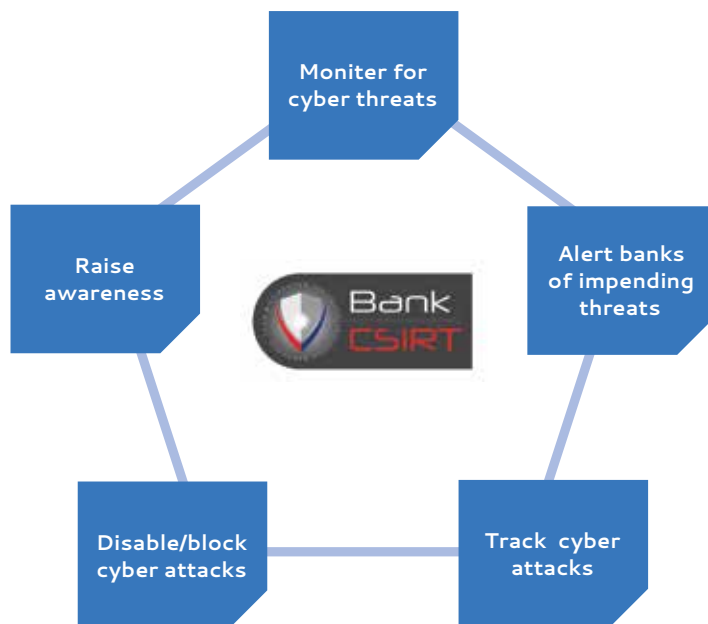 Moniter for
cyber threats
Alert banks
of impending
threats
Track cyber
attacks
Disable/block
cyber attacks
Raise
awareness
Bank
CSIRT